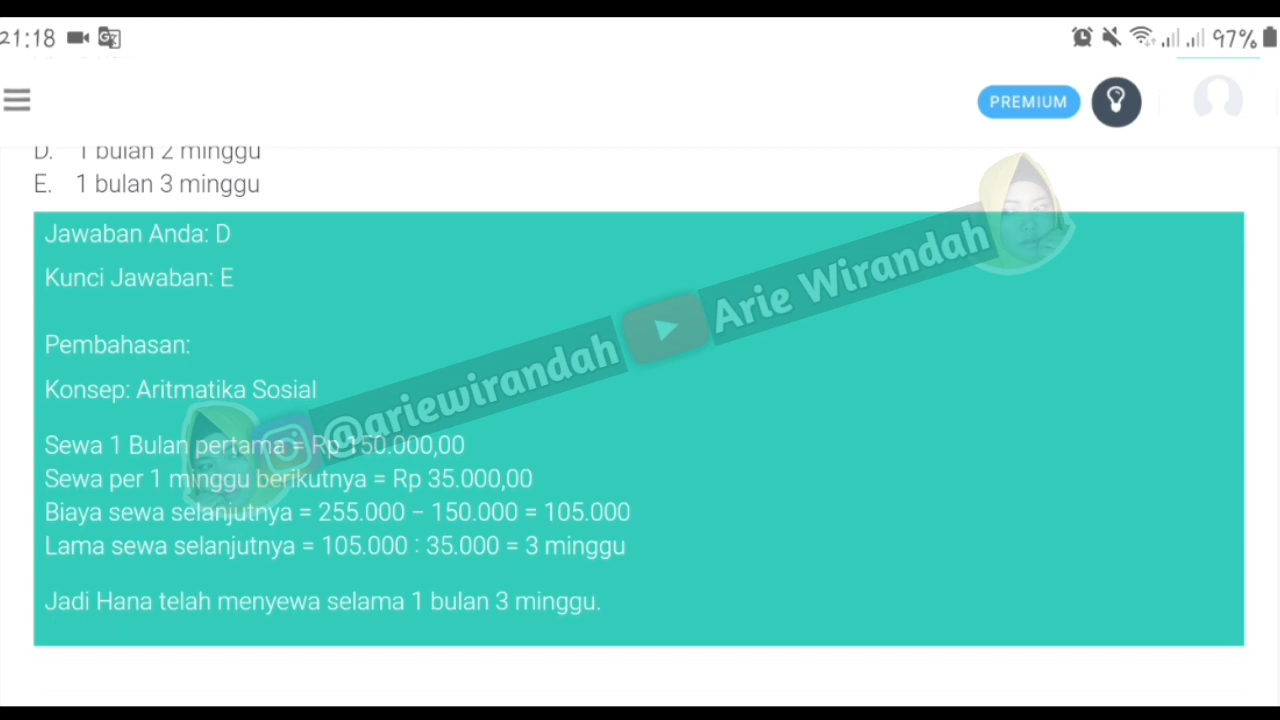 21:18
97%
PREMIUM
D. 1 bulan 2 minggu
E. 1 bulan 3 minggu
Jawaban Anda: D
Kunci Jawaban: E
Pembahasan:
Konsep: Aritmatika Sosial
Sewa 1 Bulan pertama = Rp 150.000,00
Sewa per 1 minggu berikutnya = Rp 35.000,00
Biaya sewa selanjutnya = 255.000 − 150.000 = 105.000
Lama sewa selanjutnya = 105.000 : 35.000 = 3 minggu
Jadi Hana telah menyewa selama 1 bulan 3 minggu.
@ariewirandah
Arie Wirandah